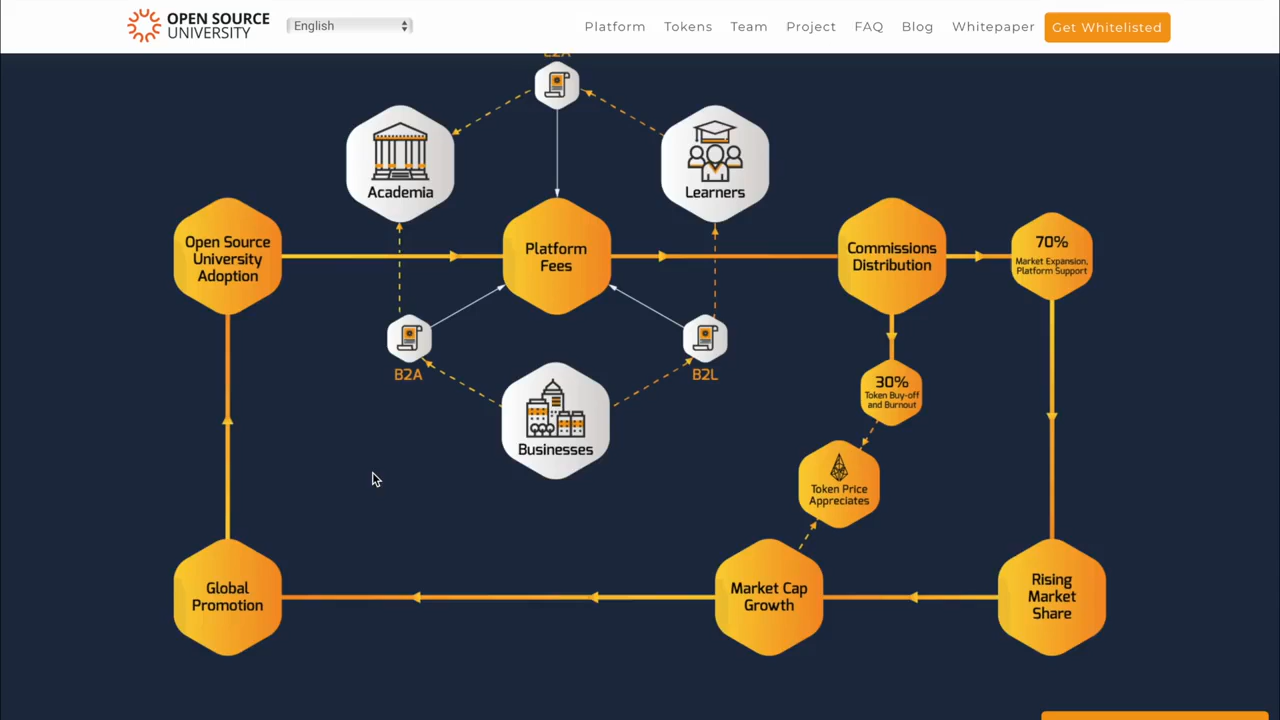 OPEN SOURCE
UNIVERSITY
English
Platform
Tokens
Team
Project
FAQ
Blog
Whitepaper
Get Whitelisted
Academia
Learners
Open Source
University
Adoption
Platform
Fees
Commissions
Distribution
70%
Market Expansion,
Platform Support
B2A
B2L
30%
Token Buy-off
and Burnout
Businesses
Token Price
Appreciates
Global
Promotion
Market Cap
Growth
Rising
Market
Share